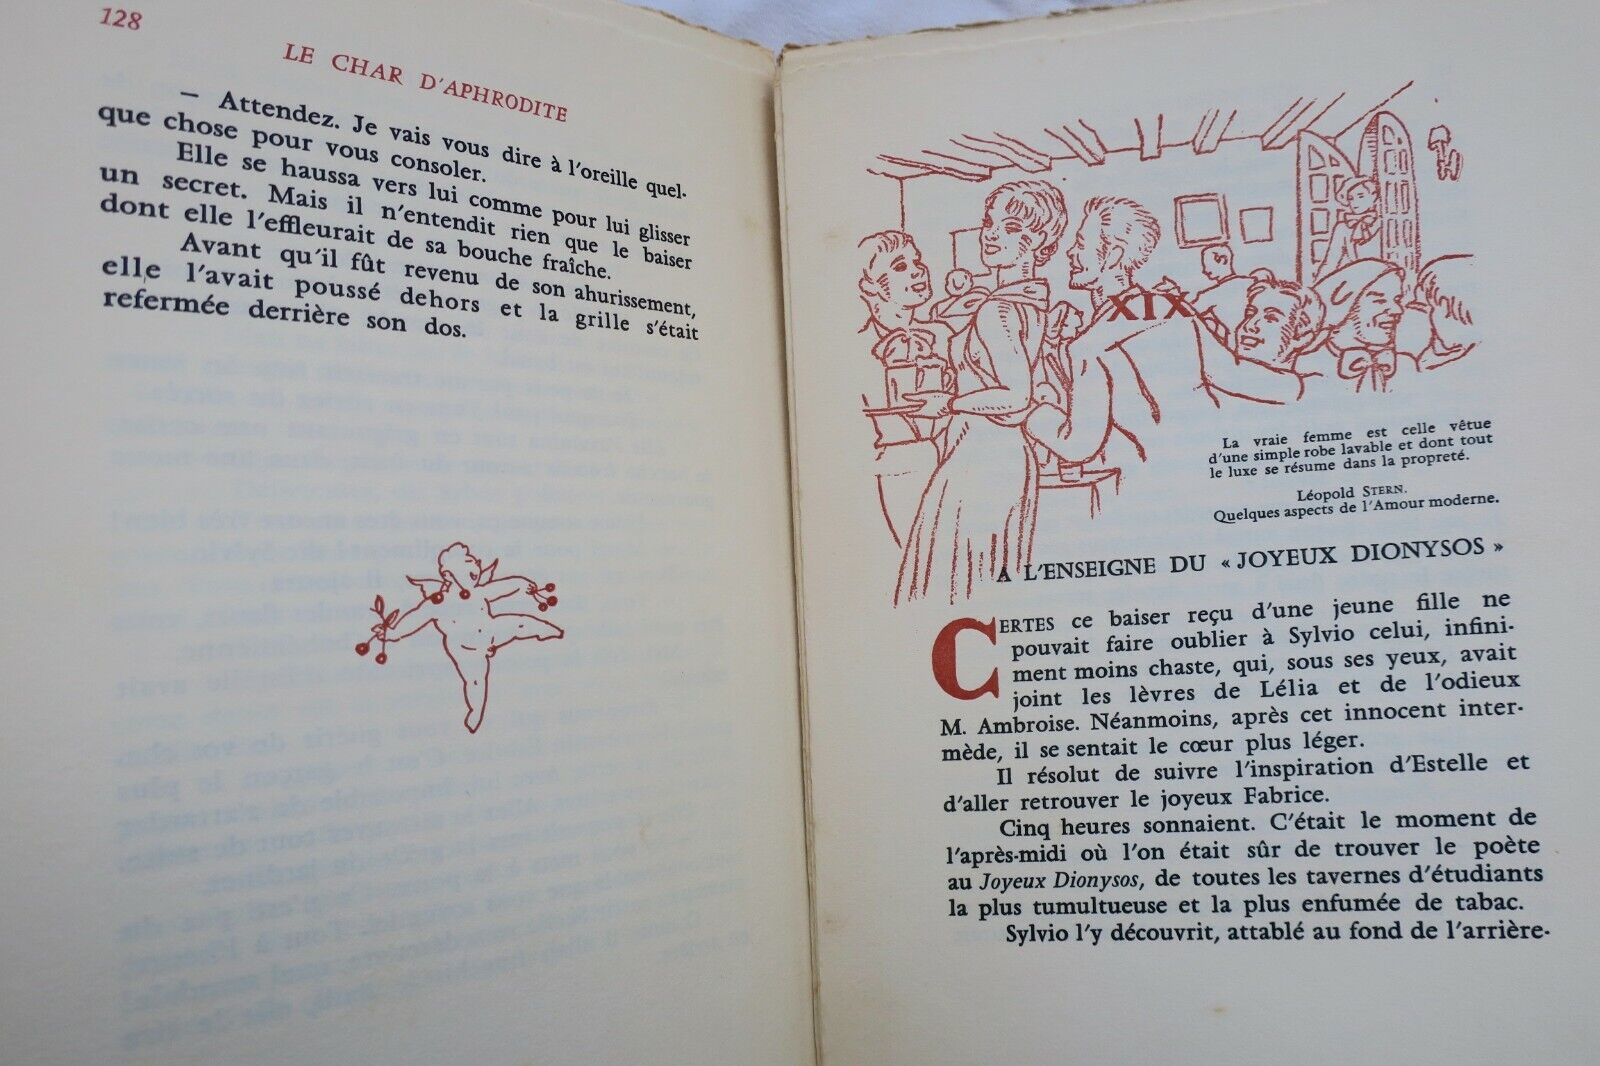 128
LE CHAR D'APHRODITE
— Attendez. Je vais vous dire à l'oreille quel-
que chose pour vous consoler.
Elle se haussa vers lui comme pour lui glisser
un secret. Mais il n'entendit rien que le baiser
dont elle l'effleurait de sa bouche fraîche.
Avant qu'il fût revenu de son ahurissement,
elle l'avait poussé dehors et la grille s'était
refermée derrière son dos.
XIX
La vraie femme est celle vêtue
d'une simple robe lavable et dont tout
le luxe se résume dans la propreté.
Léopold STERN.
Quelques aspects de l'Amour moderne.
A L'ENSEIGNE DU « JOYEUX DIONYSOS »
CERTES ce baiser reçu d'une jeune fille ne
pouvait faire oublier à Sylvio celui, infini-
ment moins chaste, qui, sous ses yeux, avait
joint les lèvres de Lélia et de l'odieux
M. Ambroise. Néanmoins, après cet innocent inter-
mède, il se sentait le cœur plus léger.
Il résolut de suivre l'inspiration d'Estelle et
d'aller retrouver le joyeux Fabrice.
Cinq heures sonnaient. C'était le moment de
l'après-midi où l'on était sûr de trouver le poète
au Joyeux Dionysos, de toutes les tavernes d'étudiants
la plus tumultueuse et la plus enfumée de tabac.
Sylvio l'y découvrit, attablé au fond de l'arrière-